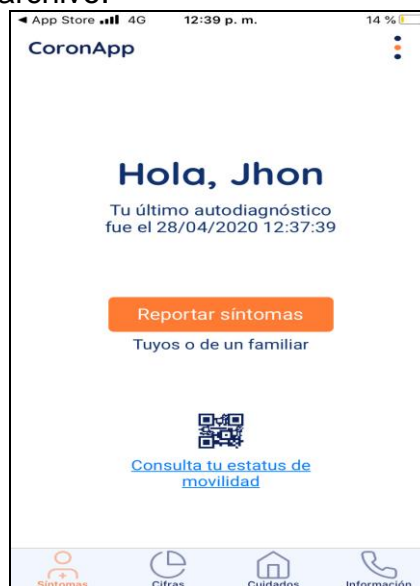 archivo.
App Store 4G 12:39 p. m. 14 %
CoronApp
Hola, Jhon
Tu último autodiagnóstico
fue el 28/04/2020 12:37:39
Reportar síntomas
Tuyos o de un familiar
Consulta tu estatus de
movilidad
Síntomas Cifras Cuidados Información